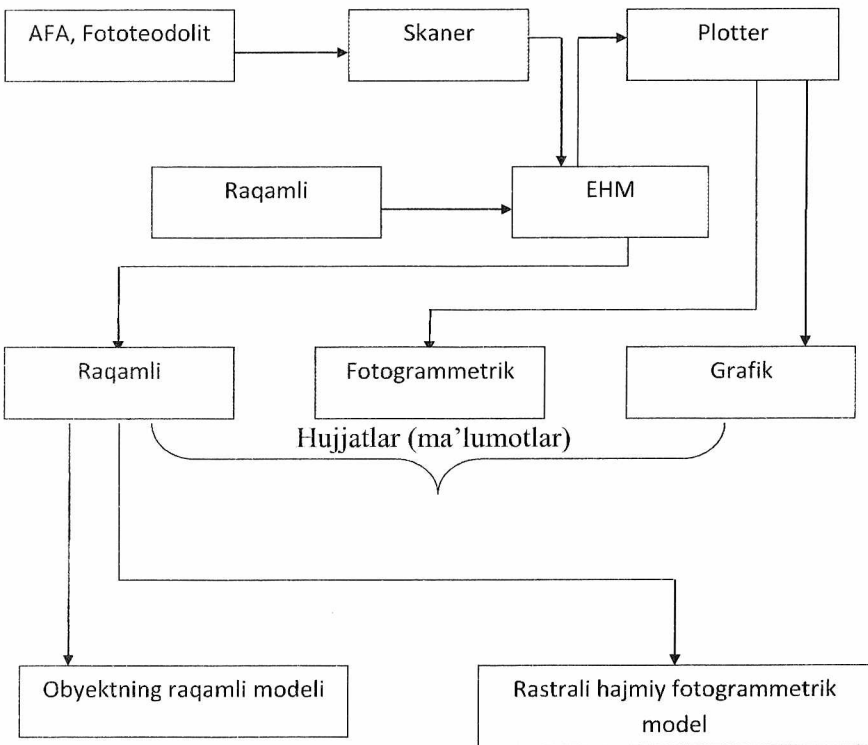 AFA, Fototeodolit
Skaner
Plotter
Raqamli
EHM
Raqamli
Fotogrammetrik
Grafik
Hujjatlar (ma’lumotlar)
Obyektning raqamli modeli
Rastrali hajmiy fotogrammetrik
model